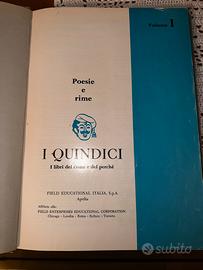 Volume 1
Poesie
e
rime
I QUINDICI
I libri del come e del perché
FIELD EDUCATIONAL ITALIA, S.p.A.
Aprilia
Affiliata alla:
FIELD ENTERPRISES EDUCATIONAL CORPORATION
Chicago - Londra - Roma - Sydney - Toronto
subito